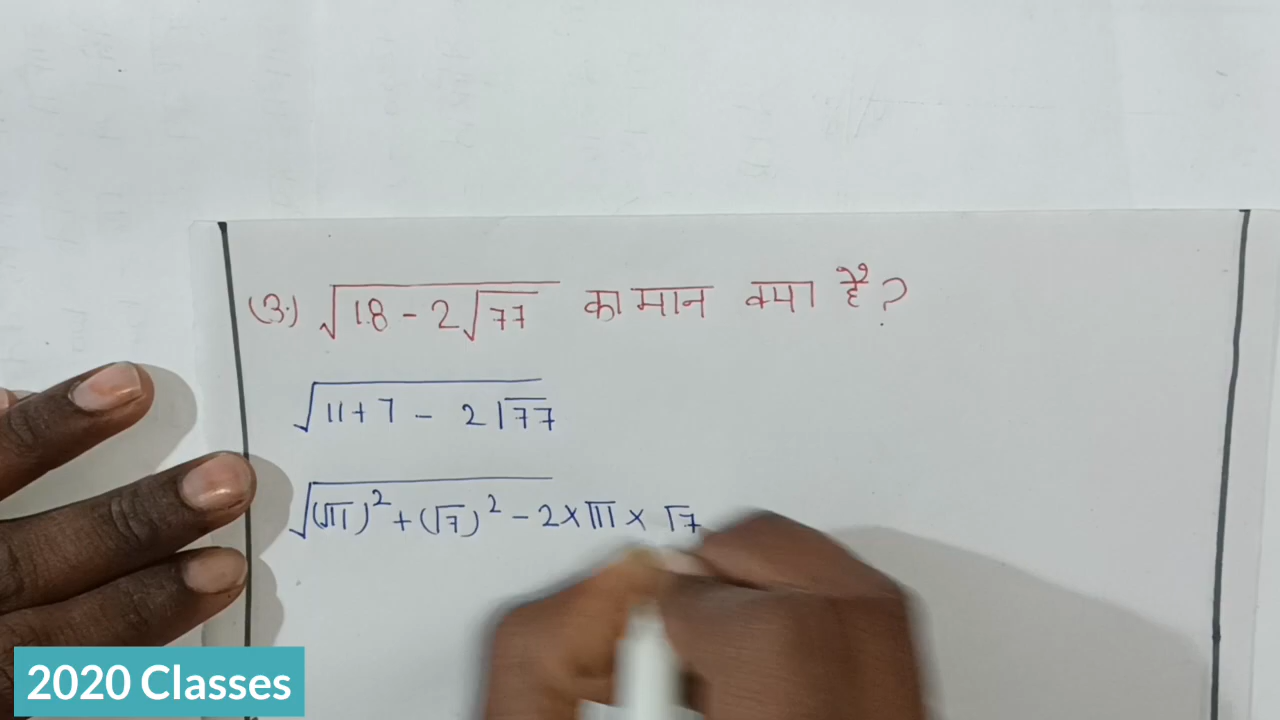 (3.) √(18 - 2√77) का मान क्या है ?
√(11 + 7 - 2√77)
√((√11)² + (√7)² - 2 × √11 × √7
2020 Classes